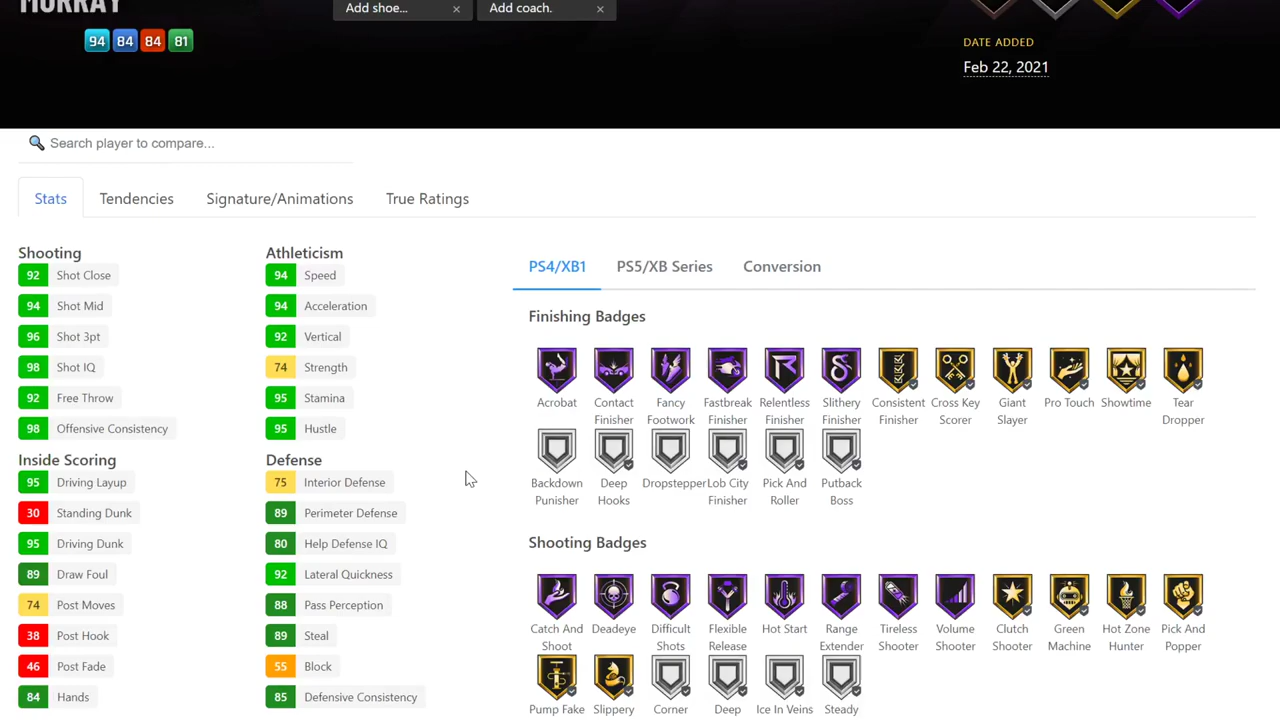 MURRAY
Add shoe... ×
Add coach. ×
94 84 84 81
DATE ADDED
Feb 22, 2021
Search player to compare...
Stats
Tendencies
Signature/Animations
True Ratings
Shooting
92 Shot Close
94 Shot Mid
96 Shot 3pt
98 Shot IQ
92 Free Throw
98 Offensive Consistency
Inside Scoring
95 Driving Layup
30 Standing Dunk
95 Driving Dunk
89 Draw Foul
74 Post Moves
38 Post Hook
46 Post Fade
84 Hands
Athleticism
94 Speed
94 Acceleration
92 Vertical
74 Strength
95 Stamina
95 Hustle
Defense
75 Interior Defense
89 Perimeter Defense
80 Help Defense IQ
92 Lateral Quickness
88 Pass Perception
89 Steal
55 Block
85 Defensive Consistency
PS4/XB1
PS5/XB Series
Conversion
Finishing Badges
Acrobat
Contact
Finisher
Fancy
Footwork
Fastbreak
Finisher
Relentless
Finisher
Slithery
Finisher
Consistent
Finisher
Cross Key
Scorer
Giant
Slayer
Pro Touch
Showtime
Tear
Dropper
Backdown
Punisher
Deep
Hooks
Dropstepper
Lob City
Finisher
Pick And
Roller
Putback
Boss
Shooting Badges
Catch And
Shoot
Deadeye
Difficult
Shots
Flexible
Release
Hot Start
Range
Extender
Tireless
Shooter
Volume
Shooter
Clutch
Shooter
Green
Machine
Hot Zone
Hunter
Pick And
Popper
Pump Fake
Slippery
Corner
Deep
Ice In Veins
Steady